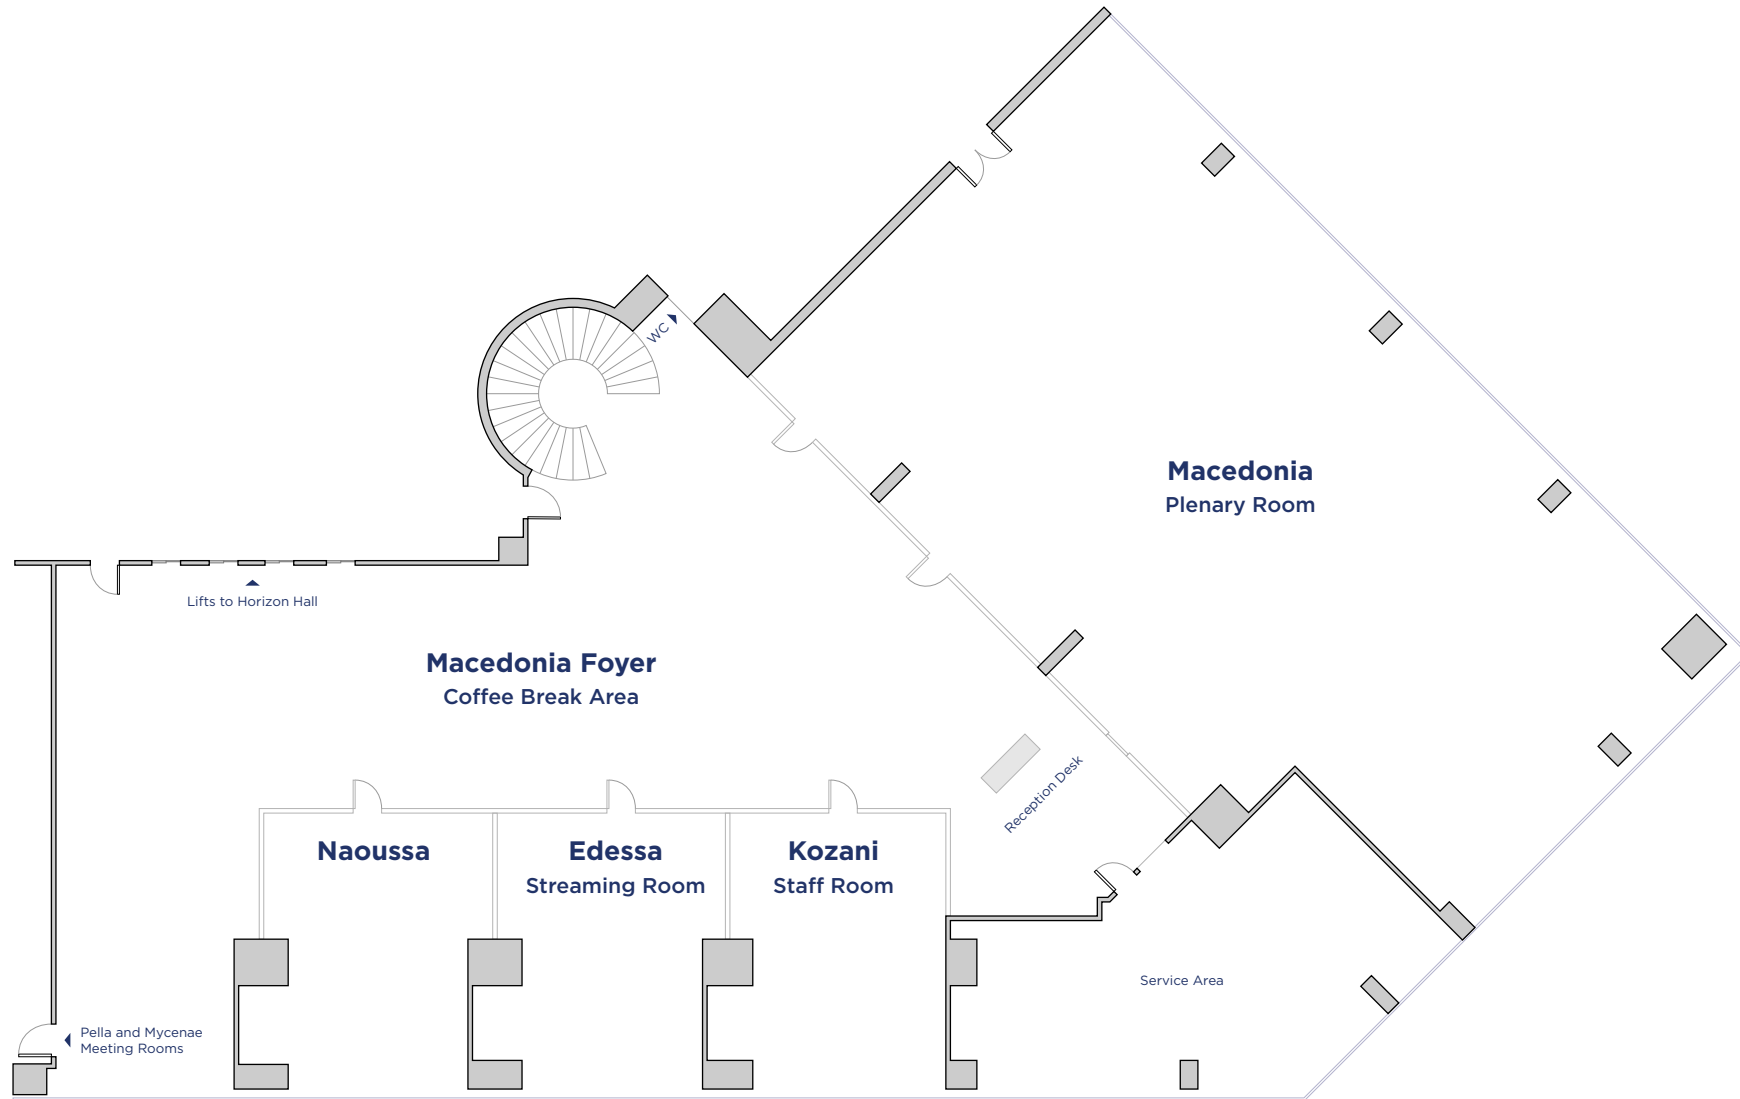 WC
Macedonia
Plenary Room
Lifts to Horizon Hall
Macedonia Foyer
Coffee Break Area
Reception Desk
Naoussa
Edessa
Streaming Room
Kozani
Staff Room
Service Area
Pella and Mycenae
Meeting Rooms